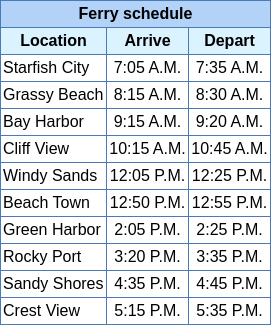 Ferry schedule
Location Arrive Depart
Starfish City 7:05 A.M. 7:35 A.M.
Grassy Beach 8:15 A.M. 8:30 A.M.
Bay Harbor 9:15 A.M. 9:20 A.M.
Cliff View 10:15 A.M. 10:45 A.M.
Windy Sands 12:05 P.M. 12:25 P.M.
Beach Town 12:50 P.M. 12:55 P.M.
Green Harbor 2:05 P.M. 2:25 P.M.
Rocky Port 3:20 P.M. 3:35 P.M.
Sandy Shores 4:35 P.M. 4:45 P.M.
Crest View 5:15 P.M. 5:35 P.M.